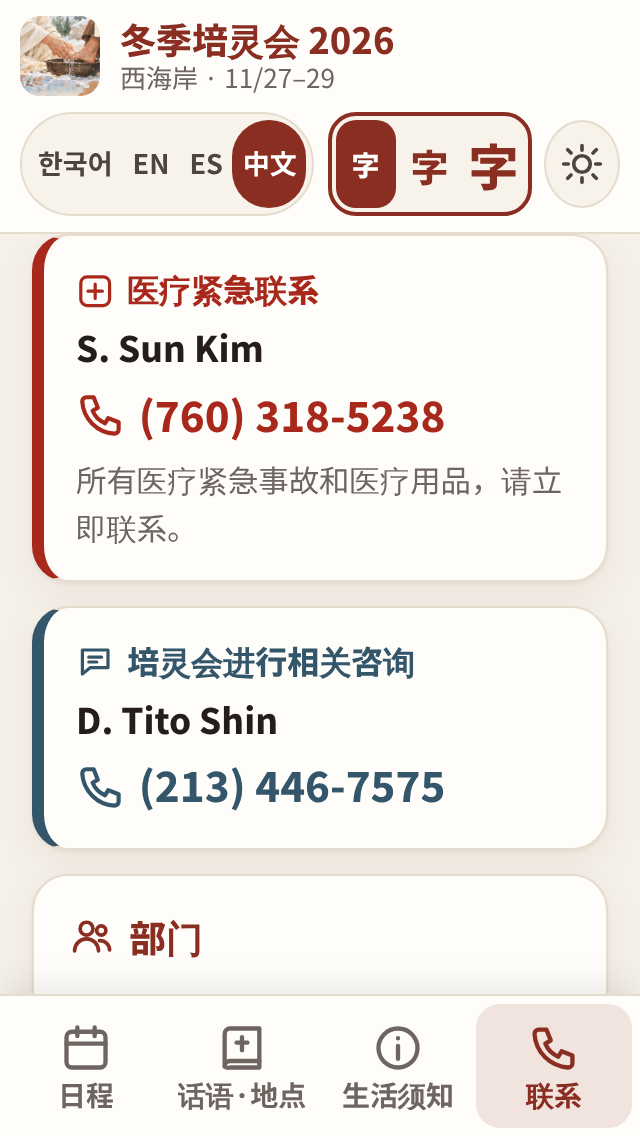 冬季培灵会 2026
西海岸 · 11/27–29
한국어 EN ES 中文 字 字 字
医疗紧急联系
S. Sun Kim
(760) 318-5238
所有医疗紧急事故和医疗用品，请立
即联系。
培灵会进行相关咨询
D. Tito Shin
(213) 446-7575
部门
日程 话语·地点 生活须知 联系